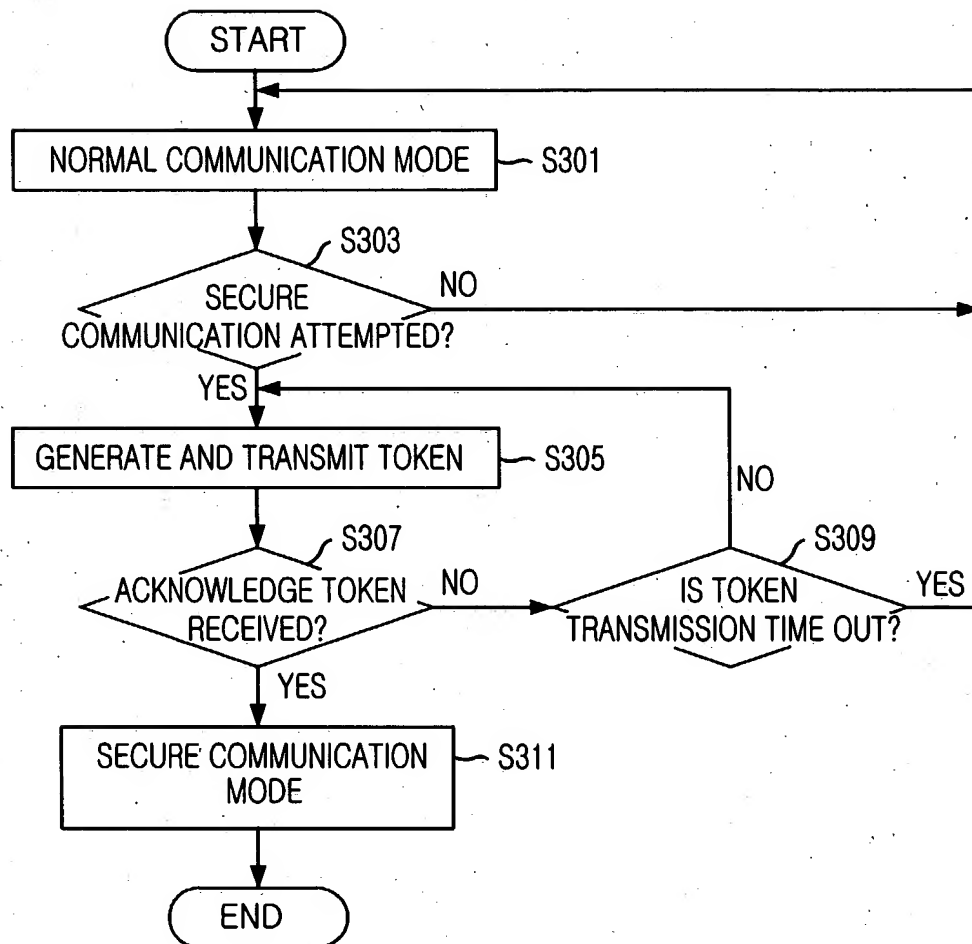 START
NORMAL COMMUNICATION MODE
S301
S303
SECURE
COMMUNICATION ATTEMPTED?
NO
YES
GENERATE AND TRANSMIT TOKEN
S305
NO
S307
ACKNOWLEDGE TOKEN
RECEIVED?
NO
S309
IS TOKEN
TRANSMISSION TIME OUT?
YES
YES
SECURE COMMUNICATION
MODE
S311
END